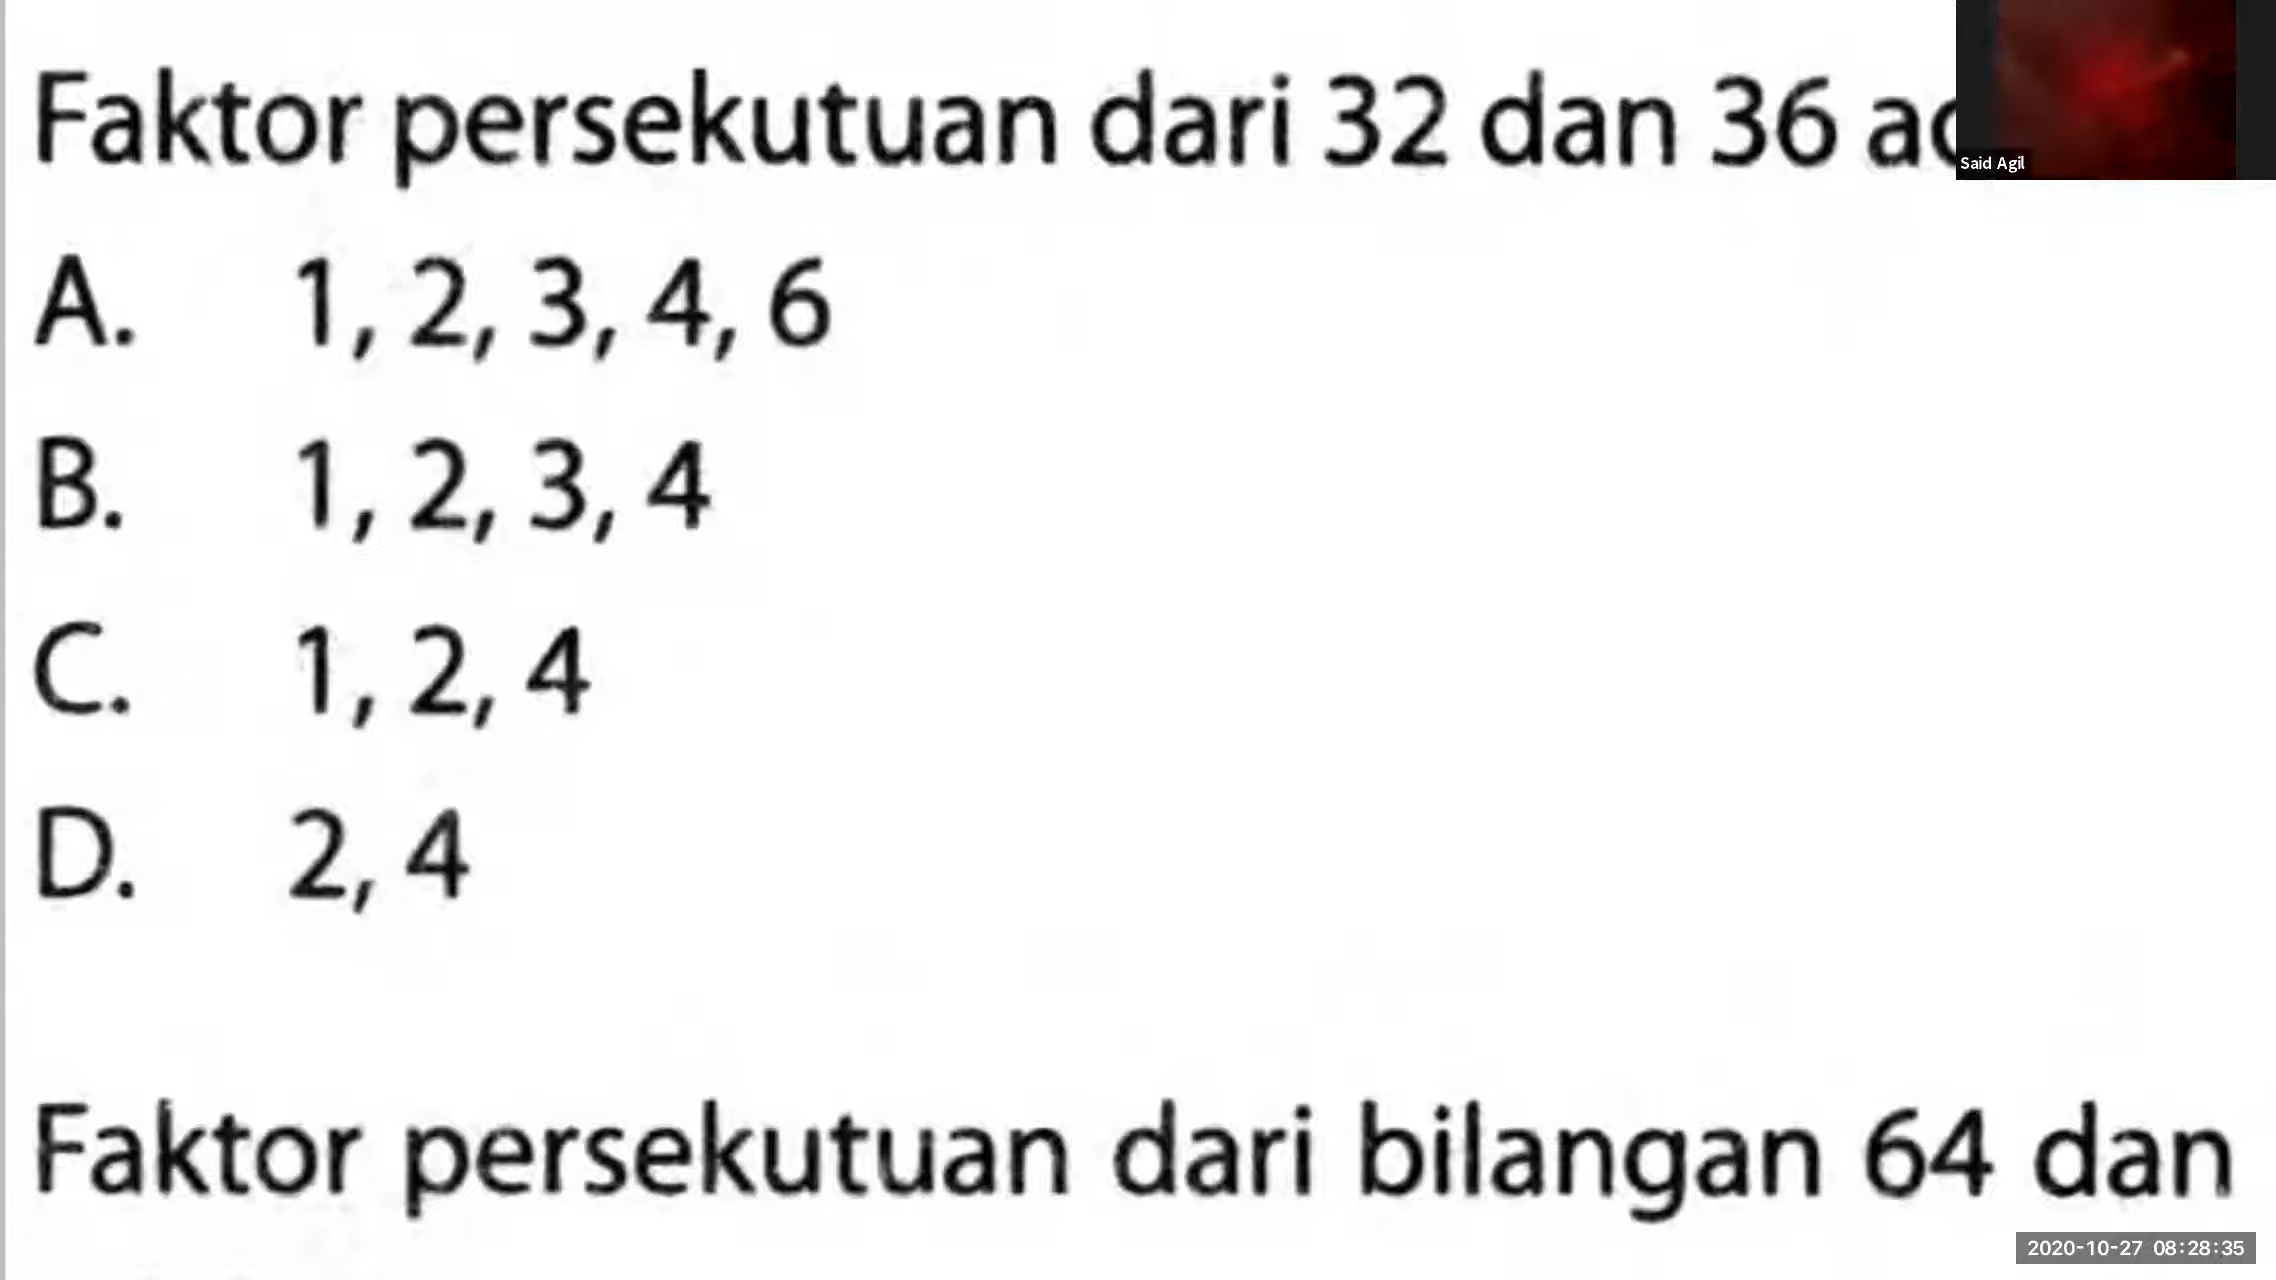 Faktor persekutuan dari 32 dan 36
Said Agil
A. 1, 2, 3, 4, 6
B. 1, 2, 3, 4
C. 1, 2, 4
D. 2, 4
Faktor persekutuan dari bilangan 64 dan
2020-10-27 08:28:35